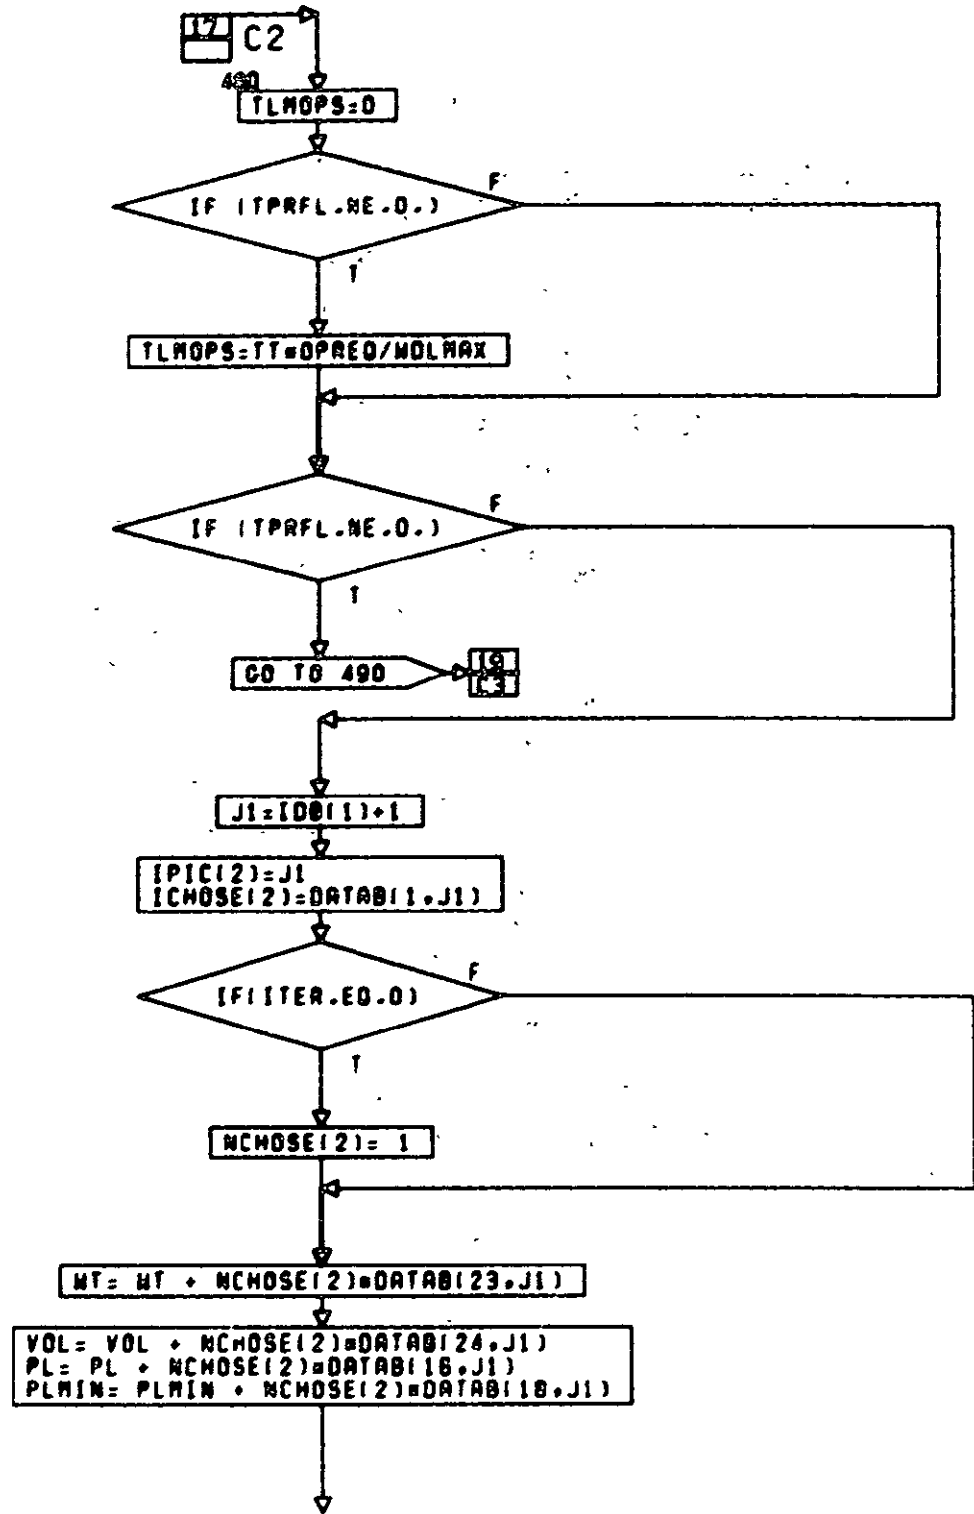 17
C2
480
TLMOPS=0
IF (TPRFL.NE.0.)
F
T
TLMOPS=TT*OPREQ/WDLMAX
IF (TPRFL.NE.0.)
F
T
GO TO 490
19
C3
J1=IDB(1)+1
IPIC(2)=J1
ICHOSE(2)=DATAB(1,J1)
IF(ITER.EQ.0)
F
T
NCHOSE(2)= 1
WT= WT + NCHOSE(2)*DATAB(23,J1)
VOL= VOL + NCHOSE(2)*DATAB(24,J1)
PL= PL + NCHOSE(2)*DATAB(16,J1)
PLMIN= PLMIN + NCHOSE(2)*DATAB(18,J1)